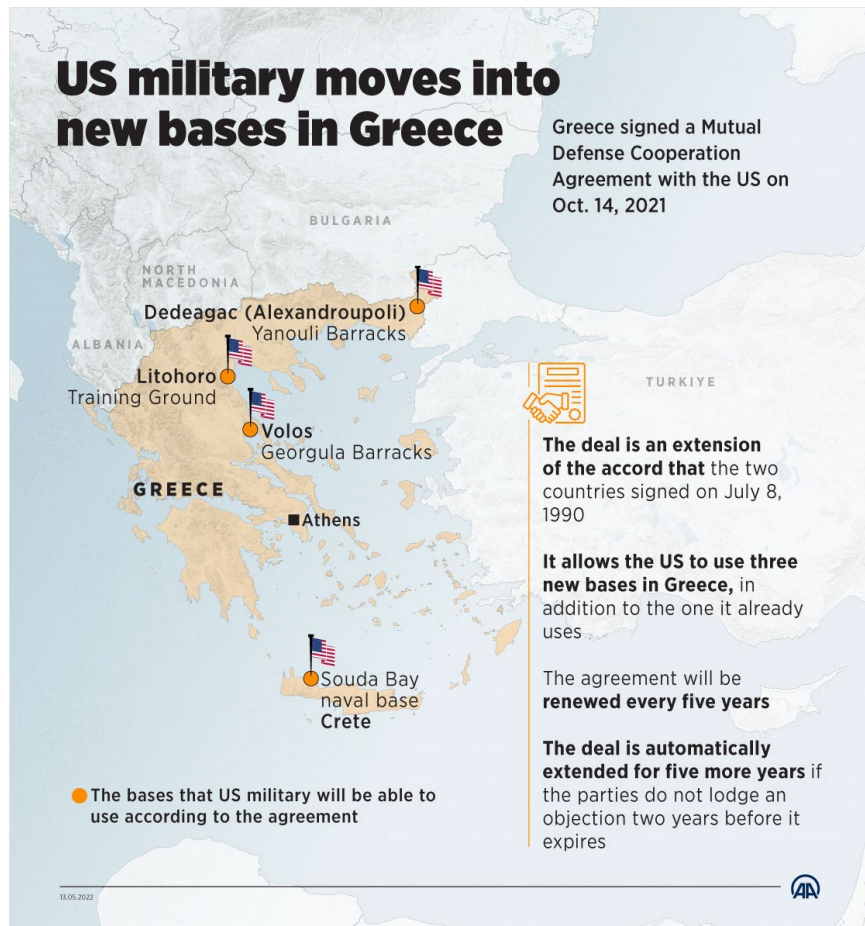 US military moves into
new bases in Greece
Greece signed a Mutual
Defense Cooperation
Agreement with the US on
Oct. 14, 2021
BULGARIA
NORTH
MACEDONIA
Dedeagac (Alexandroupoli)
Yanouli Barracks
ALBANIA
Litohoro
Training Ground
Volos
Georgula Barracks
TURKIYE
GREECE
Athens
The deal is an extension
of the accord that the two
countries signed on July 8,
1990
It allows the US to use three
new bases in Greece, in
addition to the one it already
uses
Souda Bay
naval base
Crete
The agreement will be
renewed every five years
The deal is automatically
extended for five more years if
the parties do not lodge an
objection two years before it
expires
The bases that US military will be able to
use according to the agreement
13.05.2022
AA